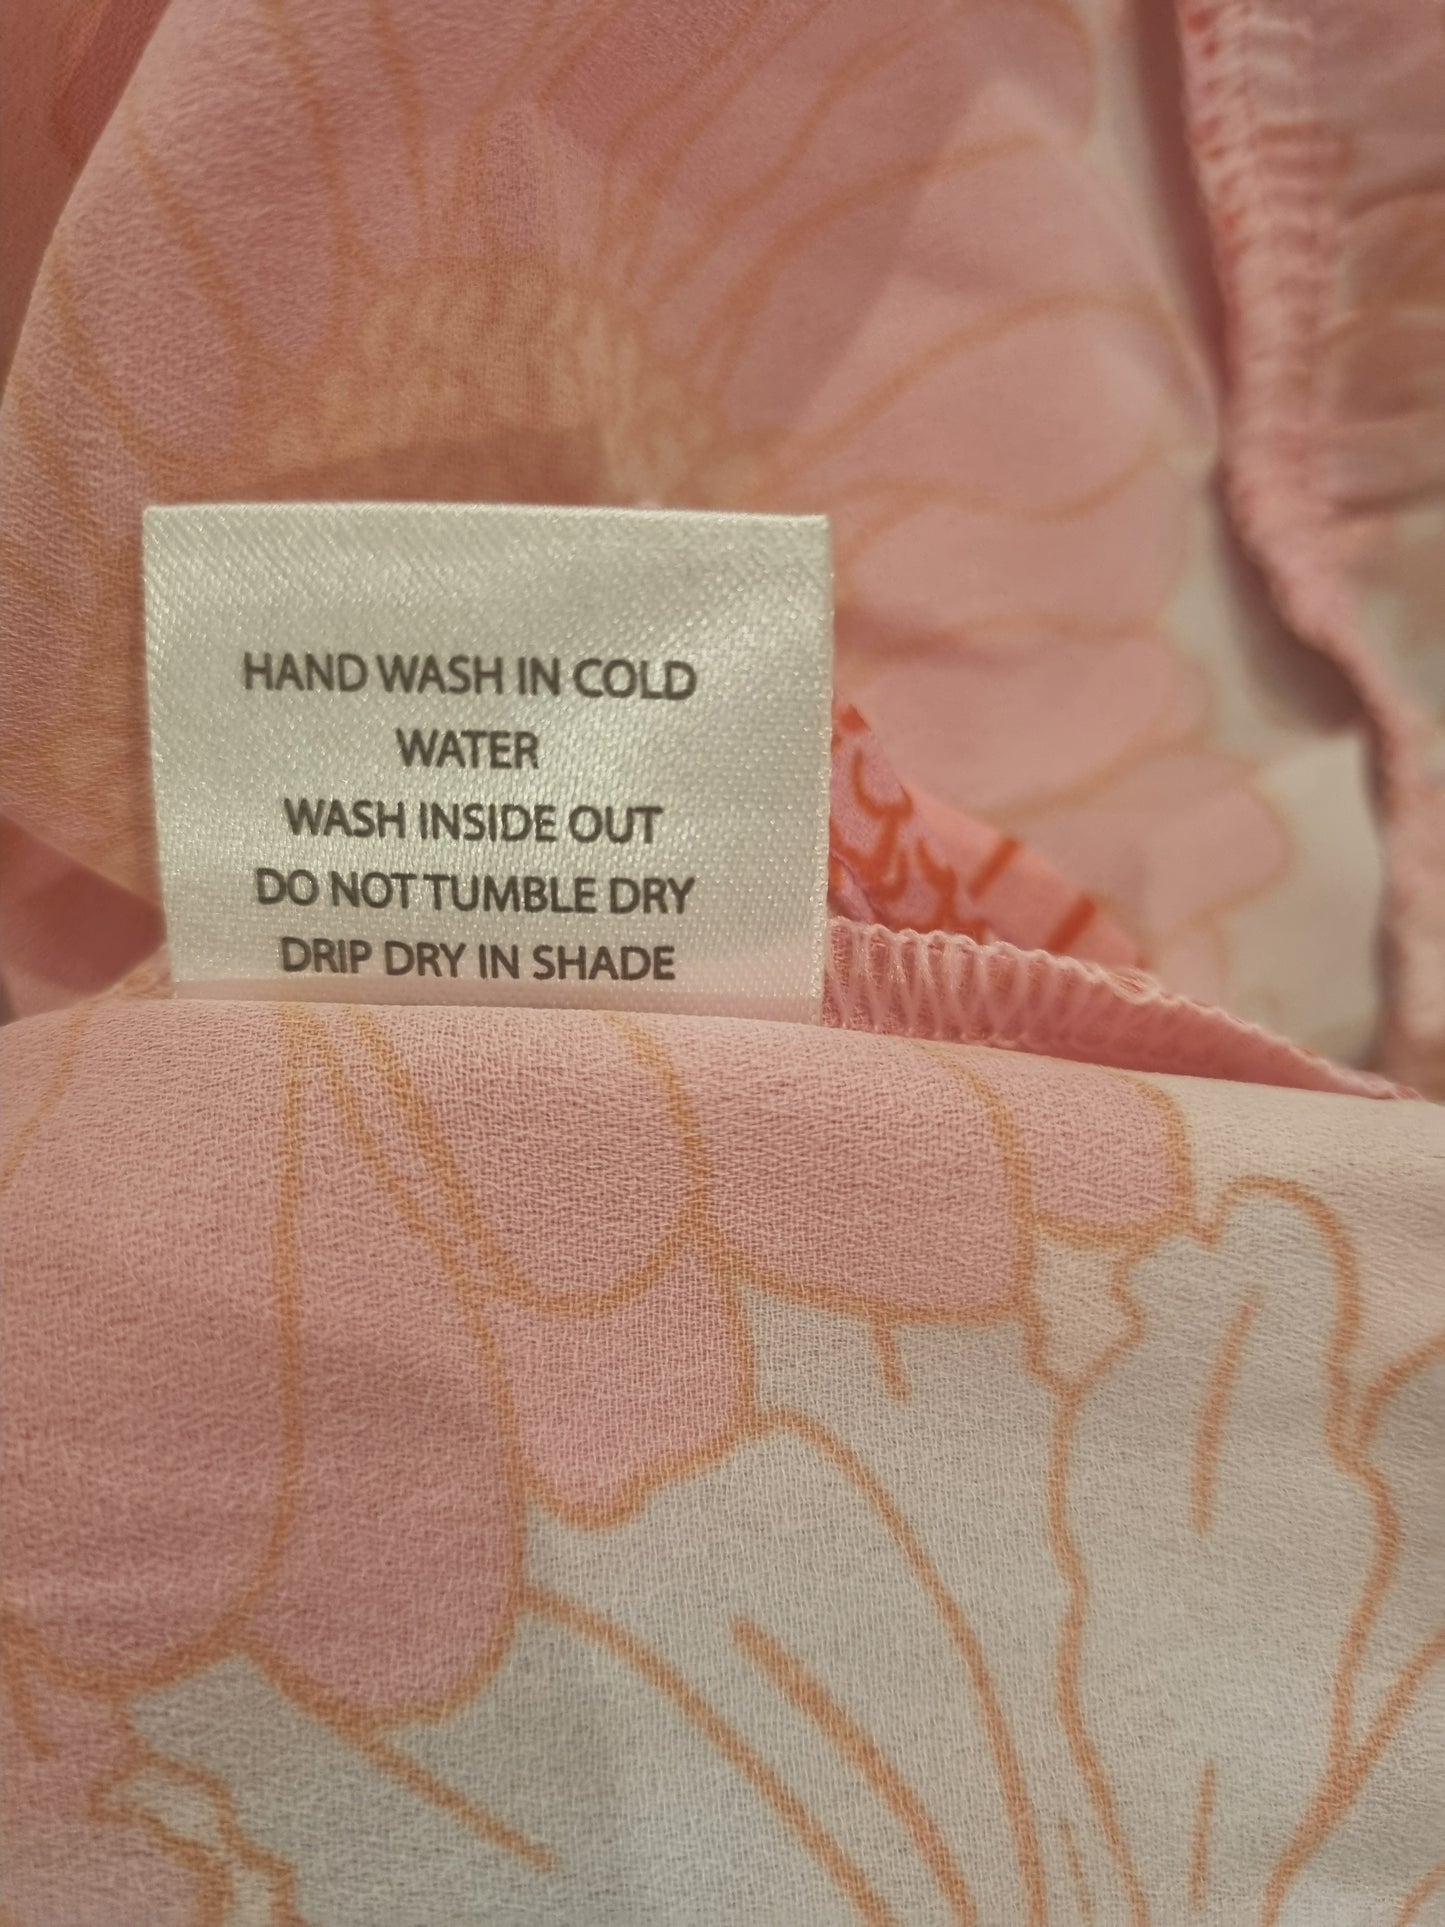 HAND WASH IN COLD
WATER
WASH INSIDE OUT
DO NOT TUMBLE DRY
DRIP DRY IN SHADE